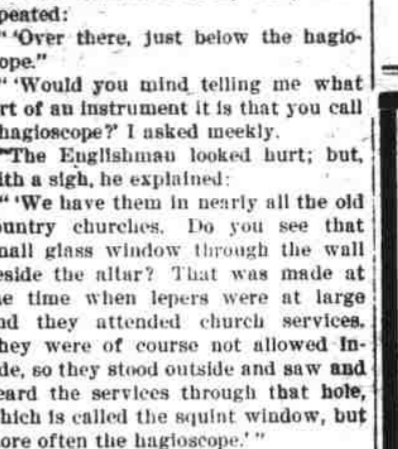 peated:
" 'Over there, just below the hagio-
ope."
" 'Would you mind telling me what
rt of an instrument it is that you call
hagioscope?' I asked meekly.
"The Englishman looked hurt; but,
ith a sigh, he explained:
" 'We have them in nearly all the old
ountry churches. Do you see that
mall glass window through the wall
eside the altar? That was made at
e time when lepers were at large
nd they attended church services.
hey were of course not allowed in-
de, so they stood outside and saw and
eard the services through that hole,
hich is called the squint window, but
ore often the hagioscope.' "